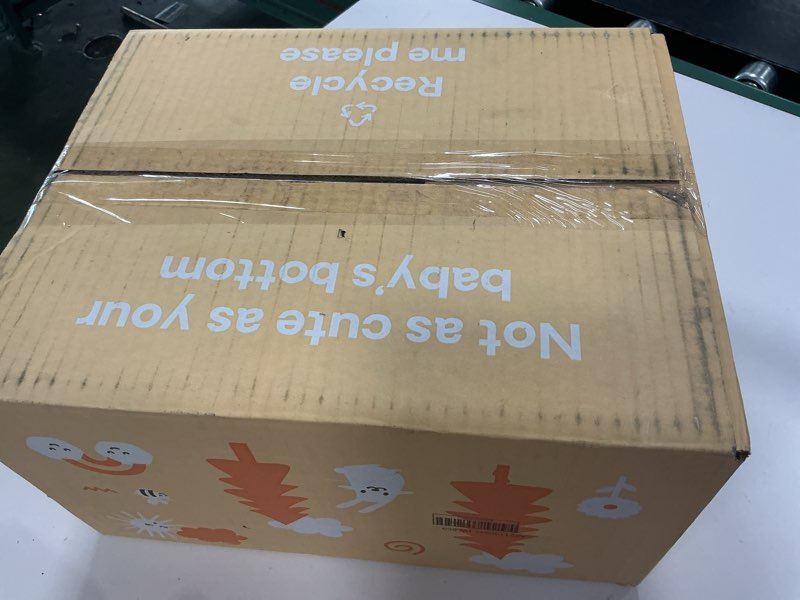 Not as cute as your
baby's bottom
Recycle
me please